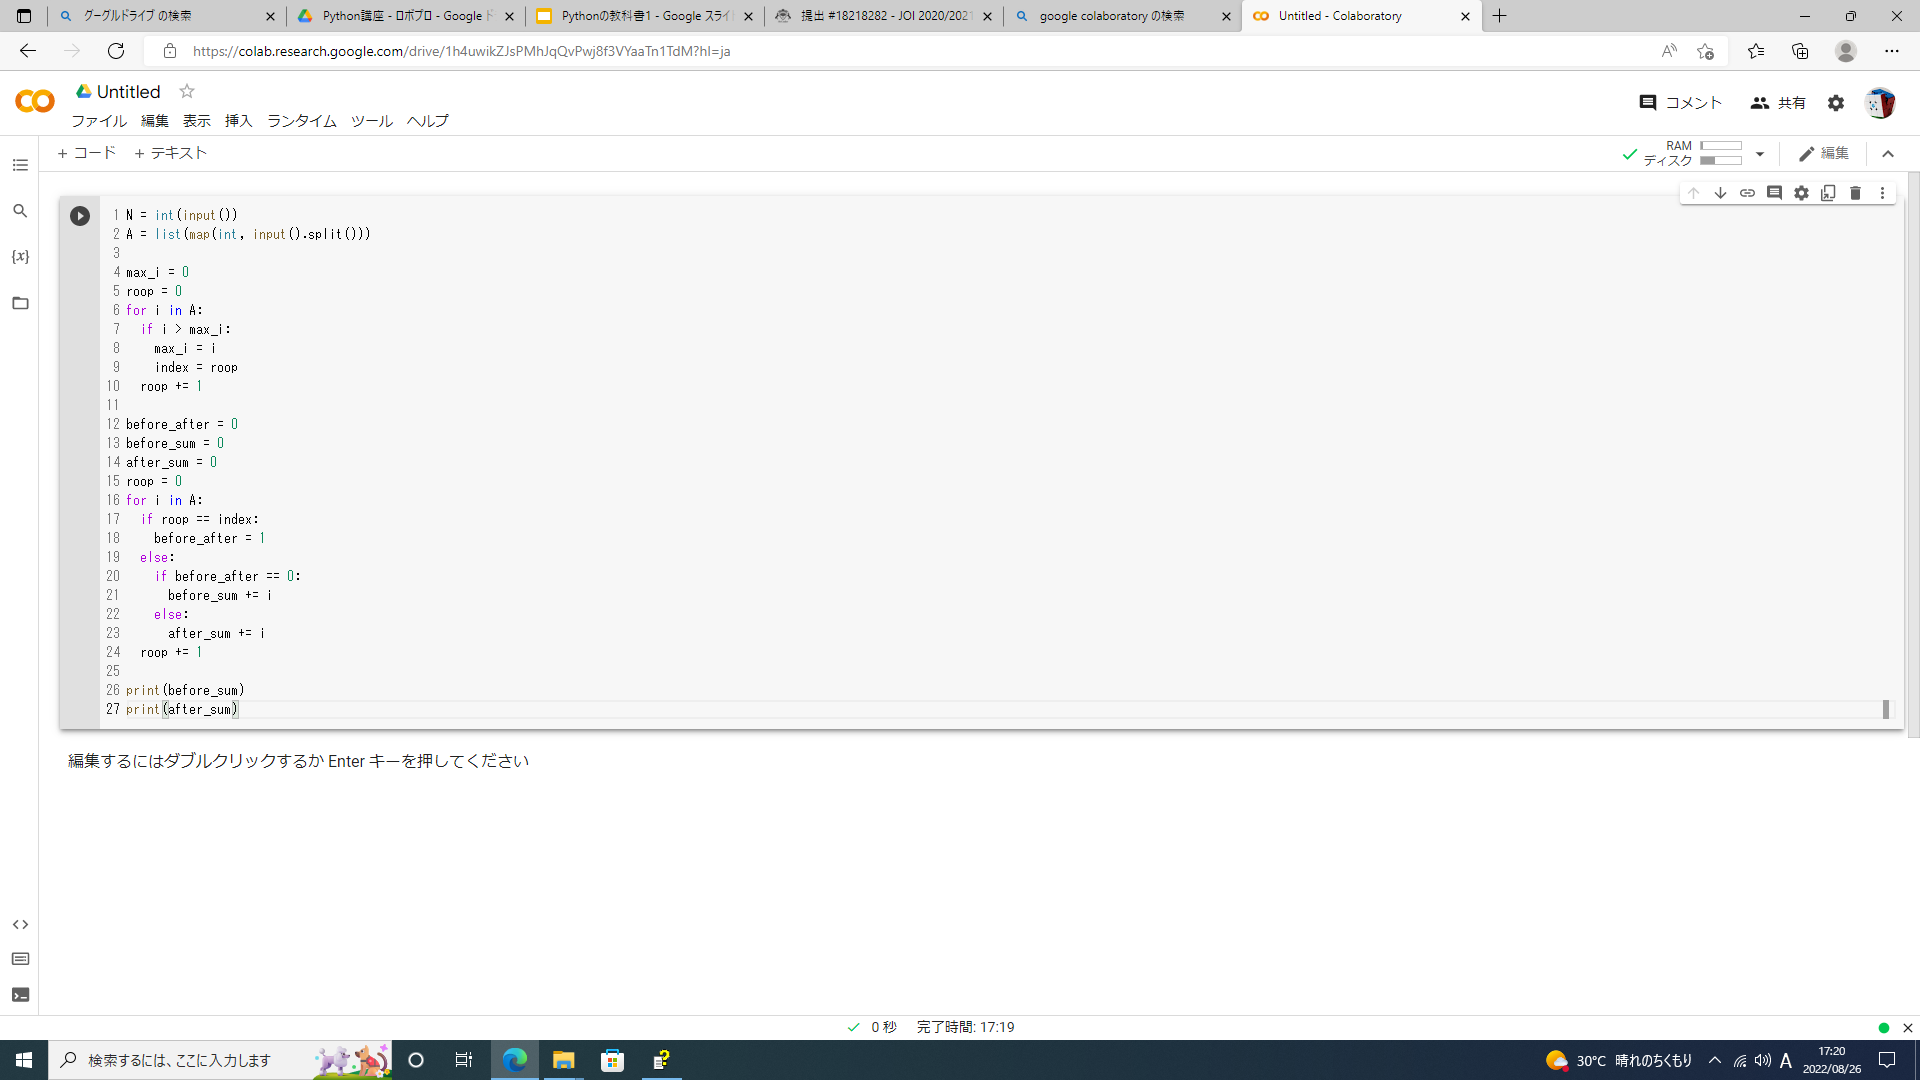 グーグルドライブ の検索
Python講座 - ロボプロ - Google ド
Pythonの教科書1 - Google スライド
提出 #18218282 - JOI 2020/2021
google colaboratory の検索
Untitled - Colaboratory
https://colab.research.google.com/drive/1h4uwikZJsPMhJqQvPwj8f3VYaaTn1TdM?hl=ja
Untitled
コメント
共有
ファイル 編集 表示 挿入 ランタイム ツール ヘルプ
+ コード + テキスト
RAM
ディスク
編集
{x}
1 N = int(input())
2 A = list(map(int, input().split()))
3
4 max_i = 0
5 roop = 0
6 for i in A:
7   if i > max_i:
8     max_i = i
9     index = roop
10   roop += 1
11
12 before_after = 0
13 before_sum = 0
14 after_sum = 0
15 roop = 0
16 for i in A:
17   if roop == index:
18     before_after = 1
19   else:
20     if before_after == 0:
21       before_sum += i
22     else:
23       after_sum += i
24   roop += 1
25
26 print(before_sum)
27 print(after_sum)
編集するにはダブルクリックするか Enter キーを押してください
0 秒 完了時間: 17:19
検索するには、ここに入力します
30°C 晴れのちくもり
A
17:20
2022/08/26